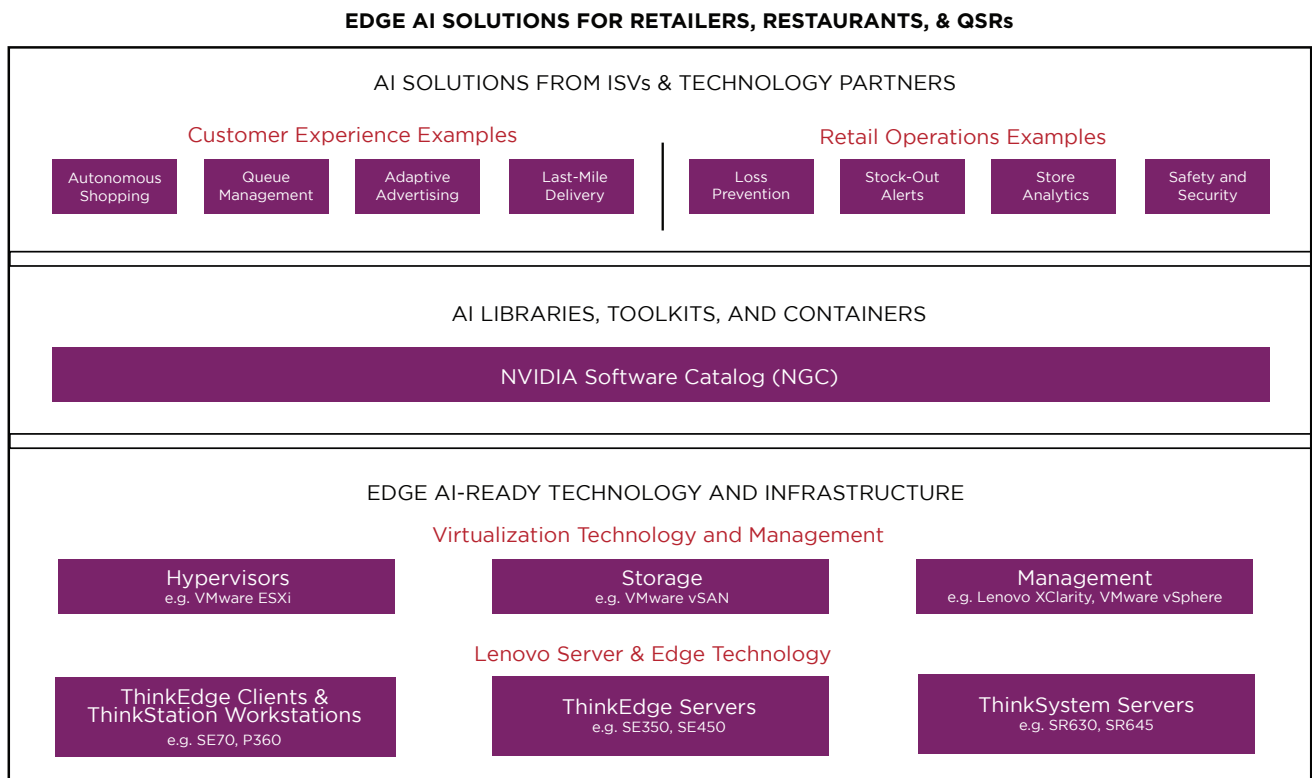 EDGE AI SOLUTIONS FOR RETAILERS, RESTAURANTS, & QSRs
AI SOLUTIONS FROM ISVs & TECHNOLOGY PARTNERS
Customer Experience Examples
Autonomous
Shopping
Queue
Management
Adaptive
Advertising
Last-Mile
Delivery
Retail Operations Examples
Loss
Prevention
Stock-Out
Alerts
Store
Analytics
Safety and
Security
AI LIBRARIES, TOOLKITS, AND CONTAINERS
NVIDIA Software Catalog (NGC)
EDGE AI-READY TECHNOLOGY AND INFRASTRUCTURE
Virtualization Technology and Management
Hypervisors
e.g. VMware ESXi
Storage
e.g. VMware vSAN
Management
e.g. Lenovo XClarity, VMware vSphere
Lenovo Server & Edge Technology
ThinkEdge Clients &
ThinkStation Workstations
e.g. SE70, P360
ThinkEdge Servers
e.g. SE350, SE450
ThinkSystem Servers
e.g. SR630, SR645